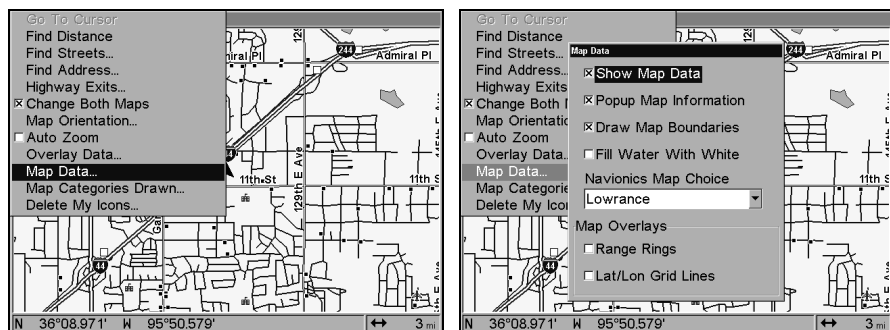 Go To Cursor
Find Distance
Find Streets...
Find Address...
Highway Exits...
Change Both Maps
Map Orientation...
Auto Zoom
Overlay Data...
Map Data...
Map Categories Drawn...
Delete My Icons...
244
Admiral Pl
11th St
129th E Ave
44
N 36°08.971' W 95°50.579' 3 mi
Go To Cursor
Find Distance
Find Streets...
Find Address...
Highway Exits...
Change Both
Map
Auto Zoom
Overlay Data...
Map Data...
Map
Delete My
Map Data
Show Map Data
Popup Map Information
Draw Map Boundaries
Fill Water With White
Navionics Map Choice
Lowrance
Map Overlays
Range Rings
Lat/Lon Grid Lines
244
Admiral Pl
11th St
44
N 36°08.971' W 95°50.579' 3 mi